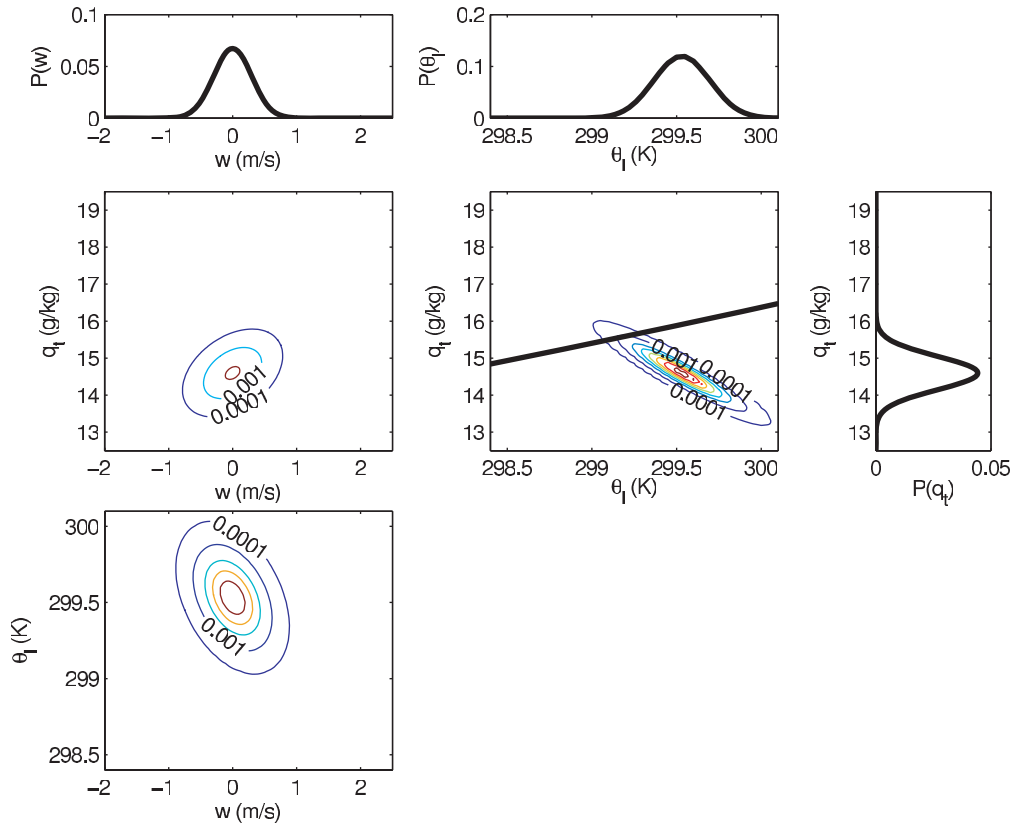 0.1
0.05
0
P(w)
−2 −1 0 1 2
w (m/s)
0.2
0.1
0
P(θl)
298.5 299 299.5 300
θl (K)
19
18
17
16
15
14
13
qt (g/kg)
0.001
0.0001
−2 −1 0 1 2
w (m/s)
19
18
17
16
15
14
13
qt (g/kg)
0.001
0.0001
0.0001
298.5 299 299.5 300
θl (K)
19
18
17
16
15
14
13
qt (g/kg)
0 0.05
P(qt)
300
299.5
299
298.5
θl (K)
0.0001
0.001
−2 −1 0 1 2
w (m/s)